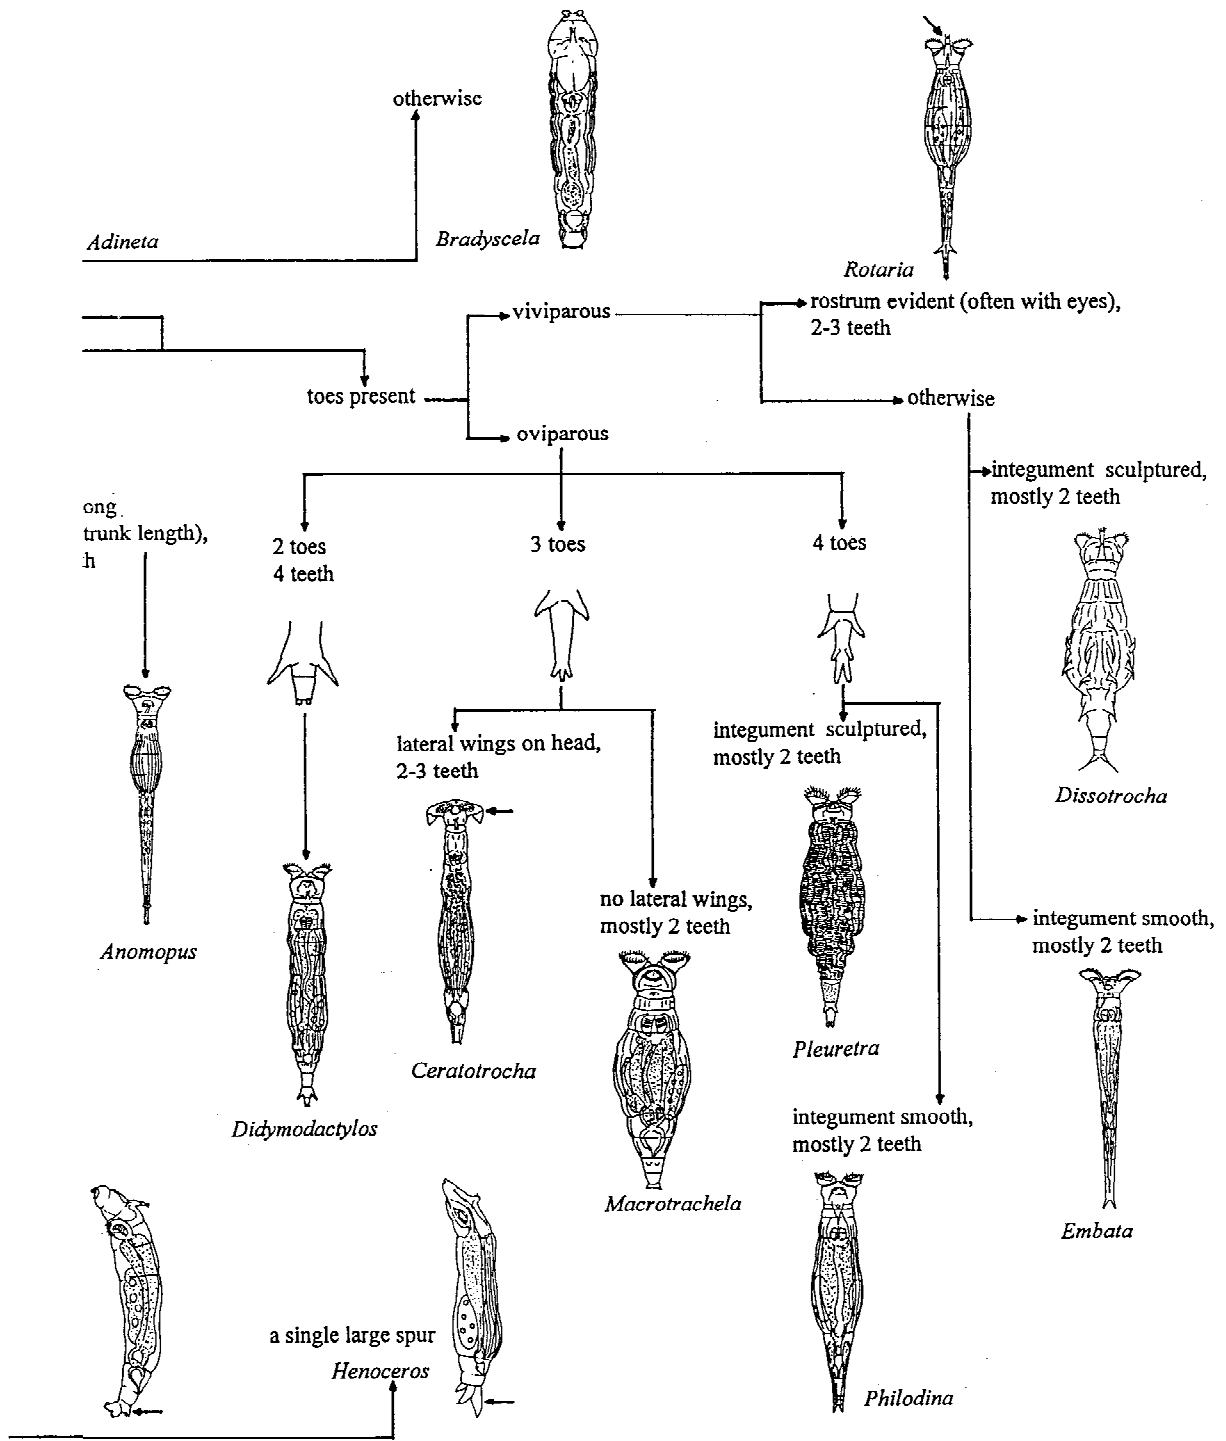 otherwise
Adineta
Bradyscela
Rotaria
viviparous
rostrum evident (often with eyes),
2-3 teeth
toes present
otherwise
oviparous
integument sculptured,
mostly 2 teeth
ong
trunk length),
h
2 toes
4 teeth
3 toes
4 toes
lateral wings on head,
2-3 teeth
integument sculptured,
mostly 2 teeth
Dissotrocha
no lateral wings,
mostly 2 teeth
integument smooth,
mostly 2 teeth
Anomopus
Ceratotrocha
Pleuretra
Didymodactylos
integument smooth,
mostly 2 teeth
Macrotrachela
Embata
a single large spur
Henoceros
Philodina